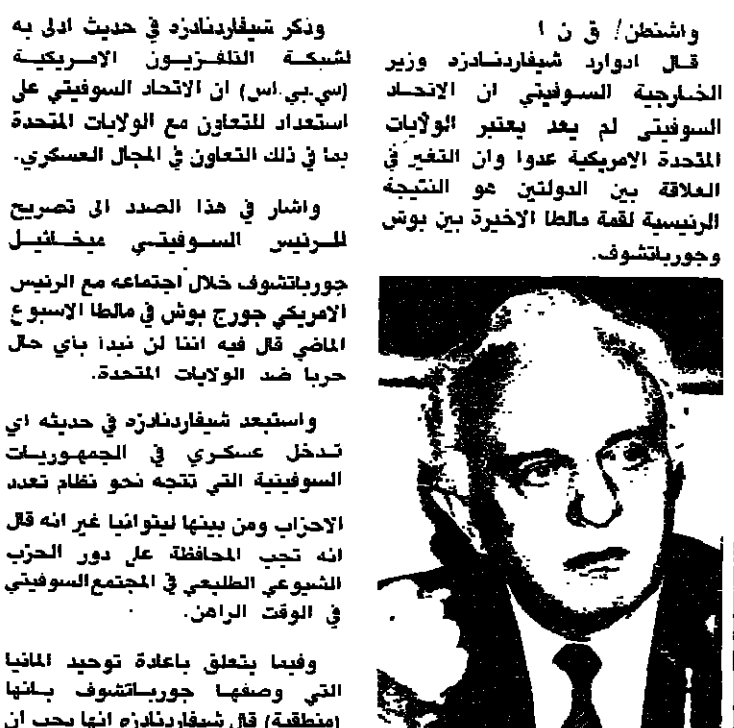 واشنطن/ ق ن ا
قال ادوارد شيفاردنادزه وزير
الخارجية السوفيتي ان الاتحاد
السوفيتى لم يعد يعتبر الولايات
المتحدة الامريكية عدوا وان التغير في
العلاقة بين الدولتين هو النتيجة
الرئيسية لقمة مالطا الاخيرة بين بوش
وجورباتشوف.
وذكر شيفاردنادزه في حديث ادلى به
لشبكة التلفزيون الامريكية
(سي.بي.اس) ان الاتحاد السوفيتي على
استعداد للتعاون مع الولايات المتحدة
بما في ذلك التعاون في المجال العسكري.
واشار في هذا الصدد الى تصريح
للرئيس السوفيتي ميخائيل
جورباتشوف خلال اجتماعه مع الرئيس
الامريكي جورج بوش في مالطا الاسبوع
الماضي قال فيه اننا لن نبدا باي حال
حربا ضد الولايات المتحدة.
واستبعد شيفاردنادزه في حديثه اي
تدخل عسكري في الجمهوريات
السوفيتية التي تتجه نحو نظام تعدد
الاحزاب ومن بينها ليتوانيا غير انه قال
انه تجب المحافظة على دور الحزب
الشيوعي الطليعي في المجتمع السوفيتي
في الوقت الراهن.
وفيما يتعلق باعادة توحيد المانيا
التي وصفها جورباتشوف بانها
(منطقية) قال شيفاردنادزه انها يجب ان